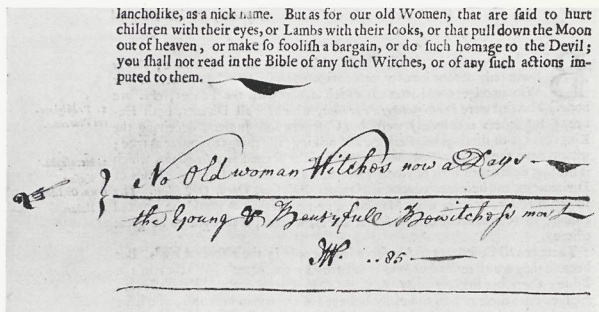 lancholike, as a nick name. But as for our old Women, that are ſaid to hurt
children with their eyes, or Lambs with their looks, or that pull down the Moon
out of heaven, or make ſo fooliſh a bargain, or do ſuch homage to the Devil;
you ſhall not read in the Bible of any ſuch Witches, or of any ſuch actions im-
puted to them.
No Old woman Witches now a Days
the Young & Beutyfull Bewitchess most
85